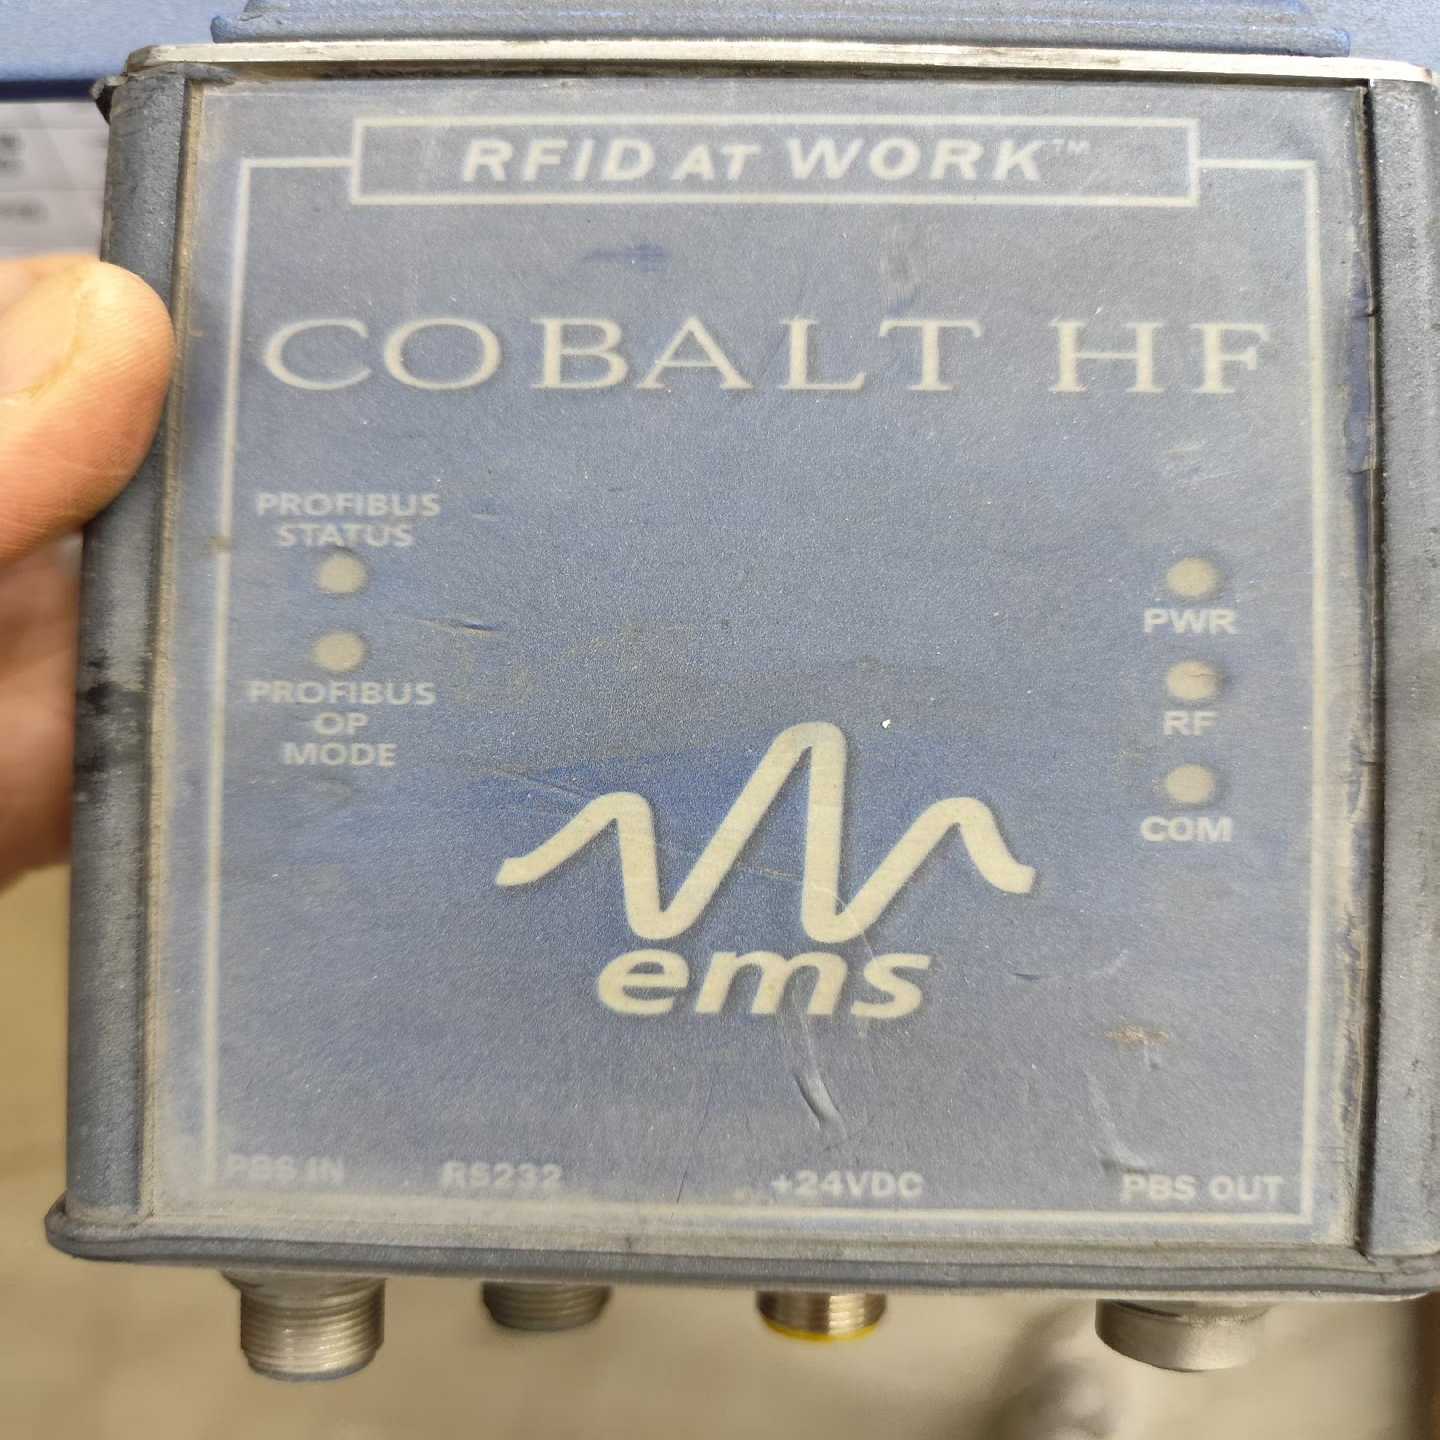 RFID AT WORK™
COBALT HF
PROFIBUS
STATUS
PROFIBUS
OP
MODE
PWR
RF
COM
ems
PBS IN
RS232
+24VDC
PBS OUT